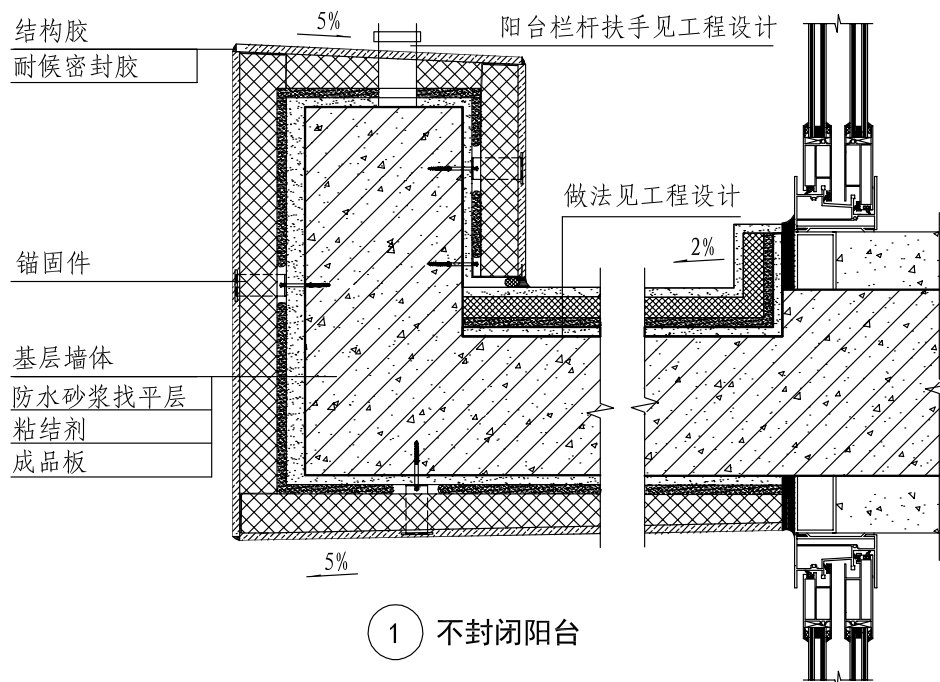 结构胶
耐候密封胶
5%
阳台栏杆扶手见工程设计
做法见工程设计
2%
锚固件
基层墙体
防水砂浆找平层
粘结剂
成品板
5%
1 不封闭阳台